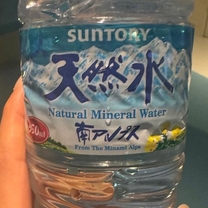 SUNTORY
天然水
Natural Mineral Water
南アルプス
From The Minami Alps